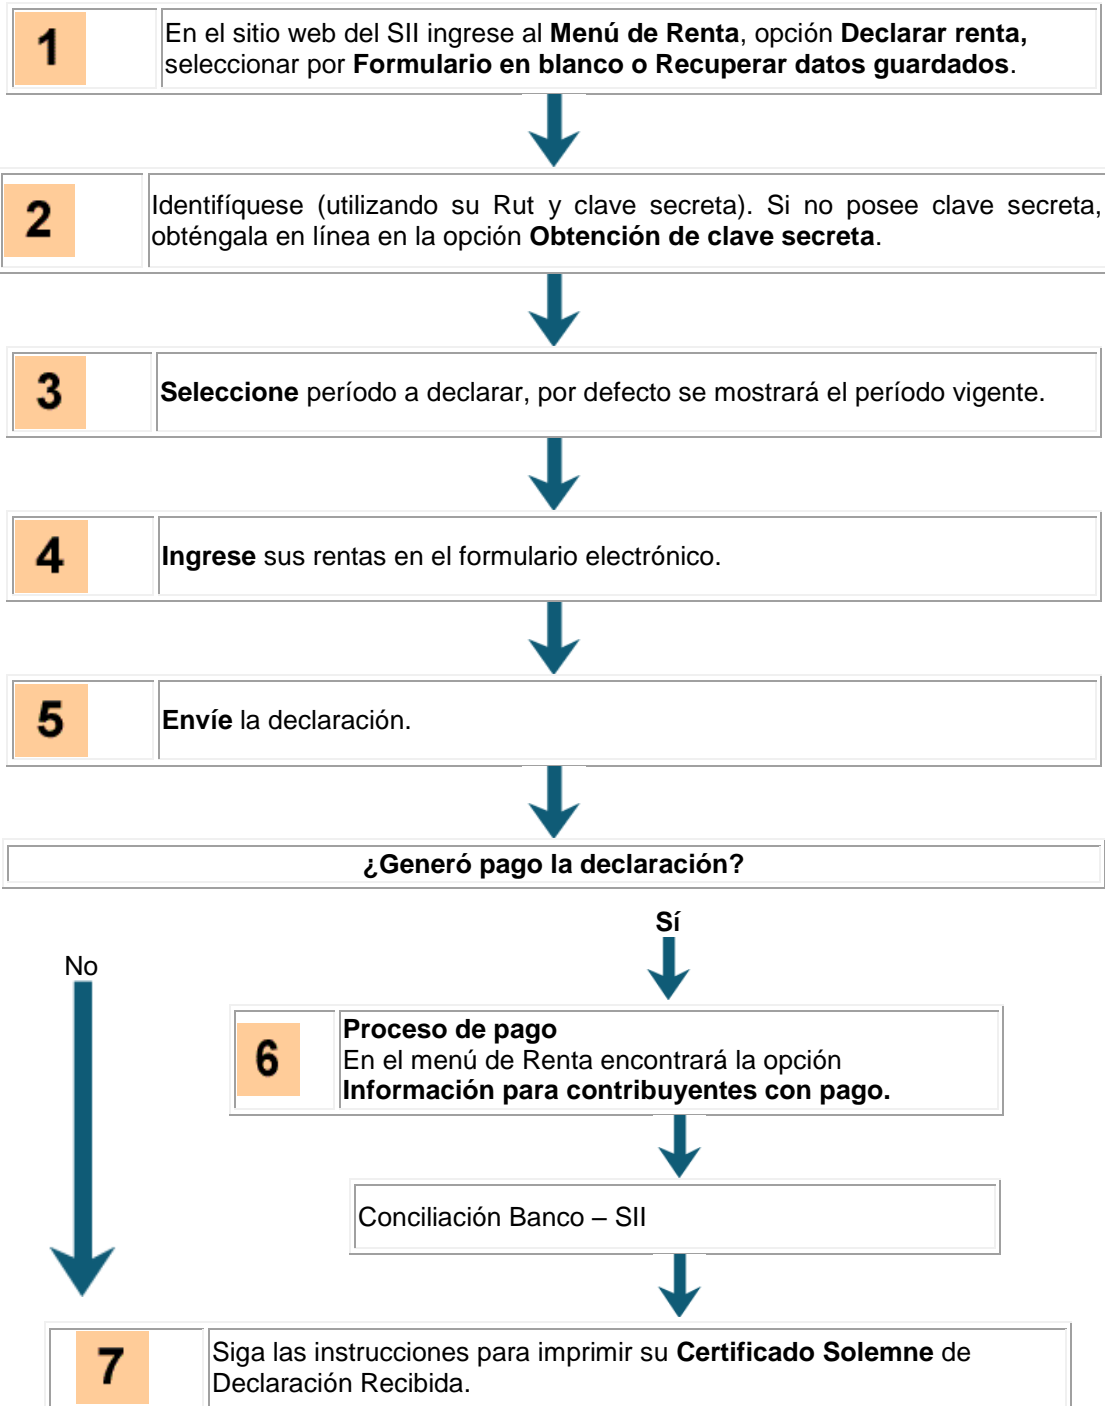 1
En el sitio web del SII ingrese al Menú de Renta, opción Declarar renta,
seleccionar por Formulario en blanco o Recuperar datos guardados.
2
Identifíquese (utilizando su Rut y clave secreta). Si no posee clave secreta,
obténgala en línea en la opción Obtención de clave secreta.
3
Seleccione período a declarar, por defecto se mostrará el período vigente.
4
Ingrese sus rentas en el formulario electrónico.
5
Envíe la declaración.
¿Generó pago la declaración?
Sí
No
6
Proceso de pago
En el menú de Renta encontrará la opción
Información para contribuyentes con pago.
Conciliación Banco – SII
7
Siga las instrucciones para imprimir su Certificado Solemne de
Declaración Recibida.